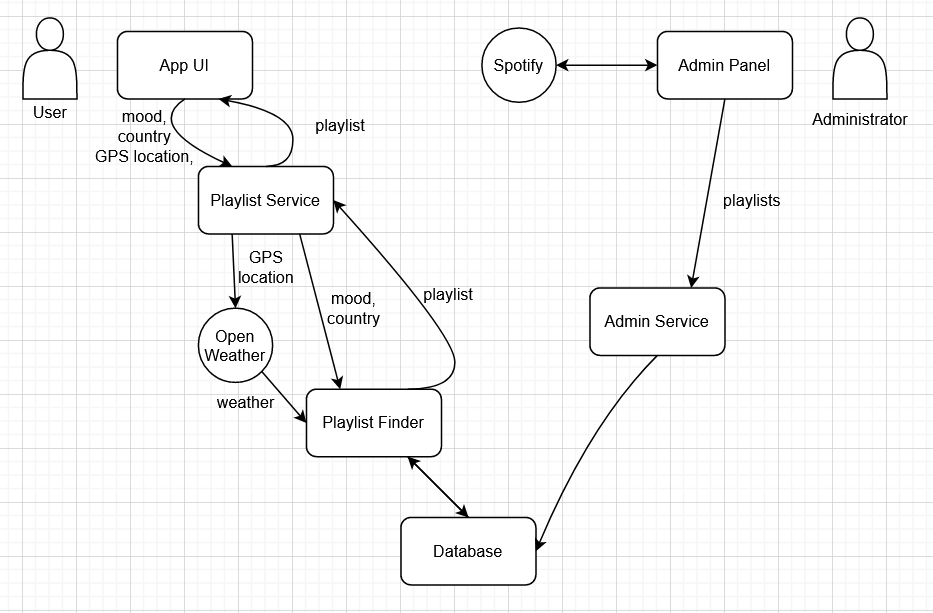 App UI
Spotify
Admin Panel
User
Administrator
mood,
country
GPS location,
playlist
Playlist Service
playlists
GPS
location
playlist
mood,
country
Open
Weather
Admin Service
weather
Playlist Finder
Database